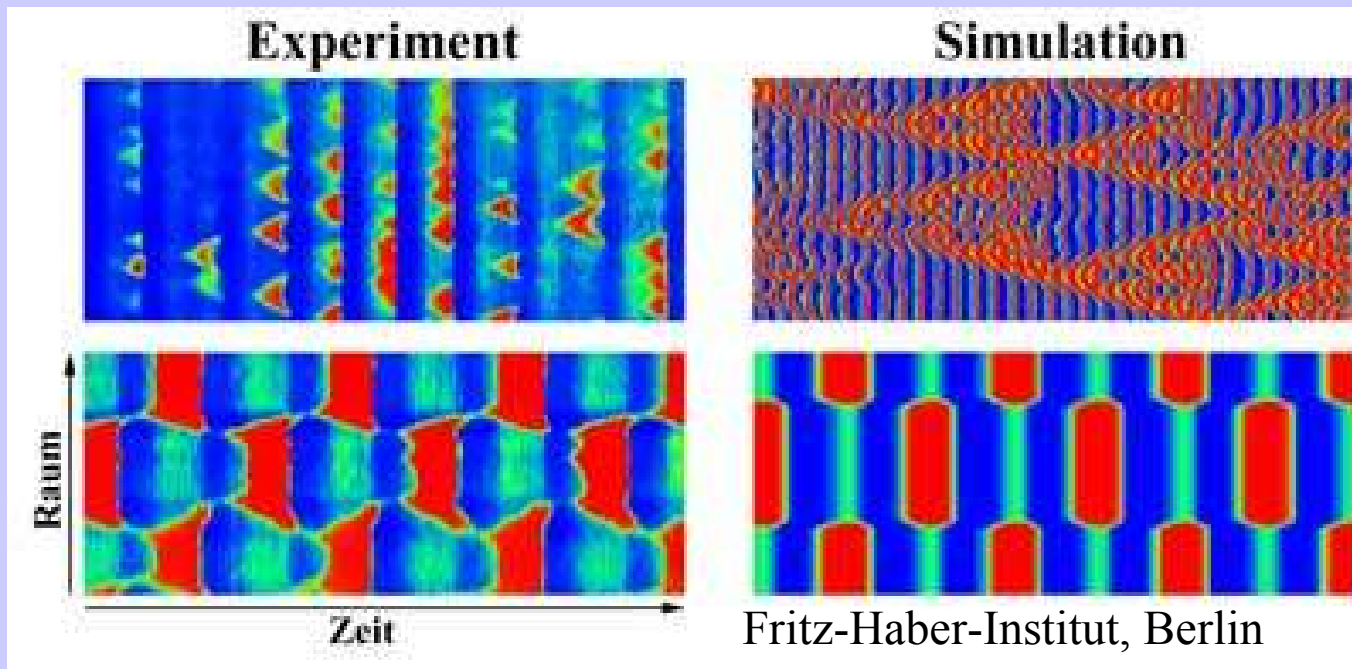 Experiment
Simulation
Raum
Zeit
Fritz-Haber-Institut, Berlin